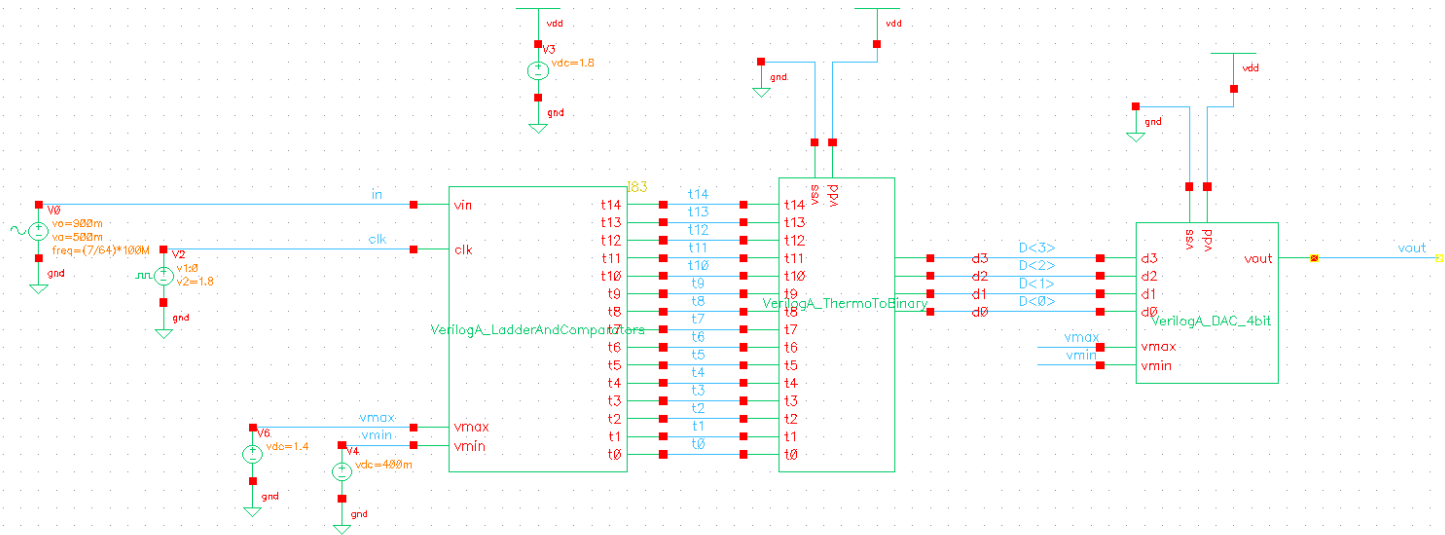 vdd
V3
vdc=1.8
gnd
vdd
gnd
vdd
gnd
in
V0
vo=900m
va=500m
freq=(7/64)*100M
gnd
clk
V2
v1:0
v2=1.8
gnd
vmax
V6
vdc=1.4
gnd
vmin
V4
vdc=400m
gnd
I83
vin
clk
VerilogA_LadderAndComparators
vmax
vmin
t14
t13
t12
t11
t10
t9
t8
t7
t6
t5
t4
t3
t2
t1
t0
t14
t13
t12
t11
t10
t9
t8
t7
t6
t5
t4
t3
t2
t1
t0
vss
vdd
t14
t13
t12
t11
t10
t9
t8
t7
t6
t5
t4
t3
t2
t1
t0
VerilogA_ThermoToBinary
d3
d2
d1
d0
D<3>
D<2>
D<1>
D<0>
vmax
vmin
vss
vdd
d3
d2
d1
d0
VerilogA_DAC_4bit
vmax
vmin
vout
vout